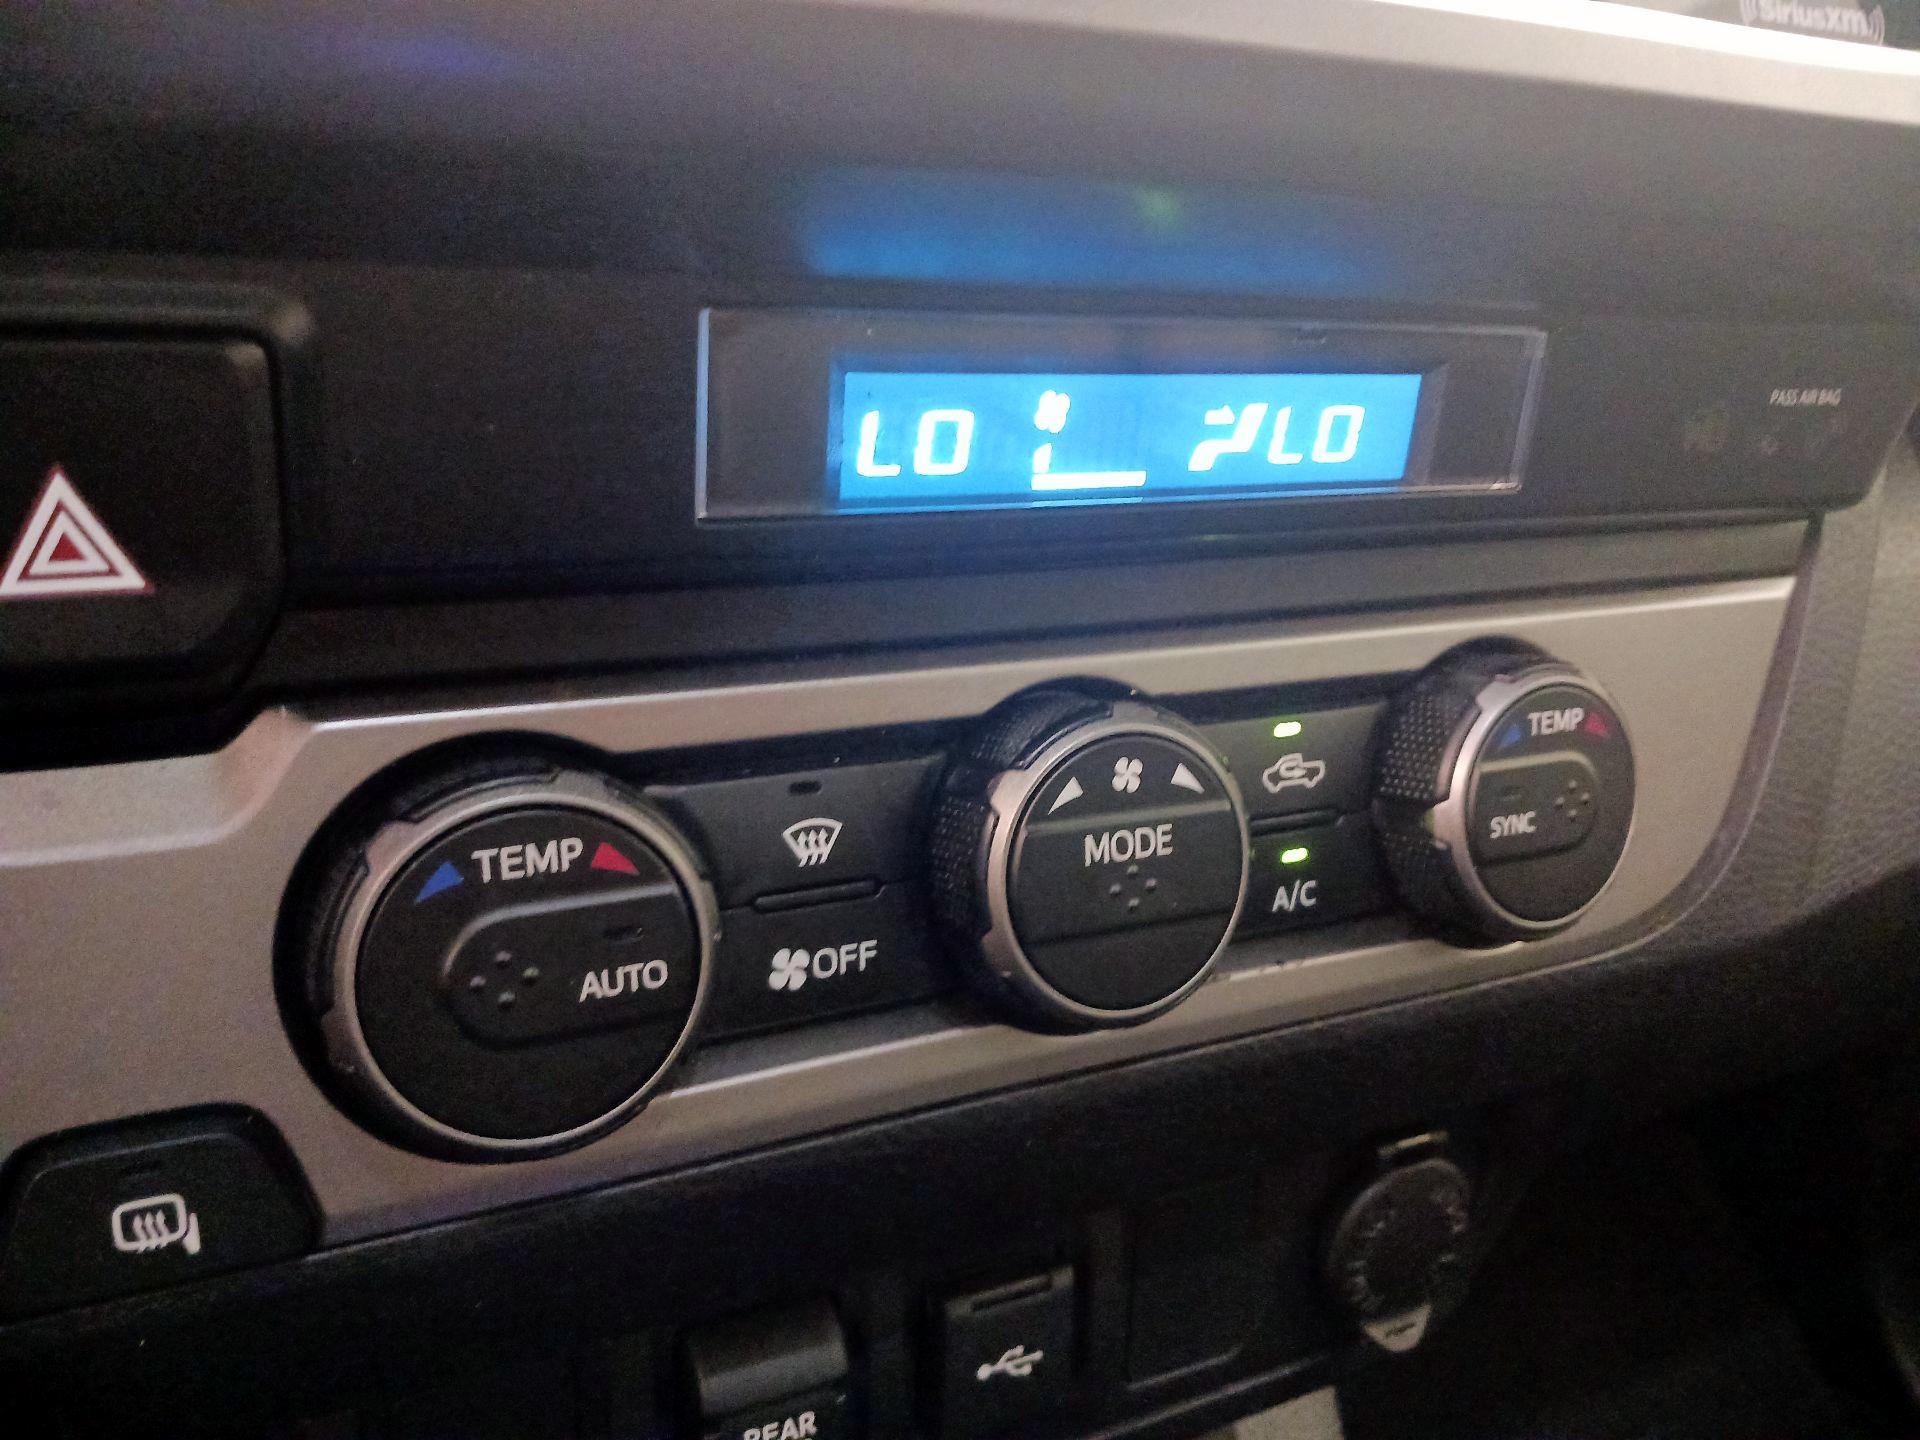 SiriusXM
LO LO
PASS AIR BAG
TEMP
AUTO
OFF
MODE
A/C
TEMP
SYNC
REAR